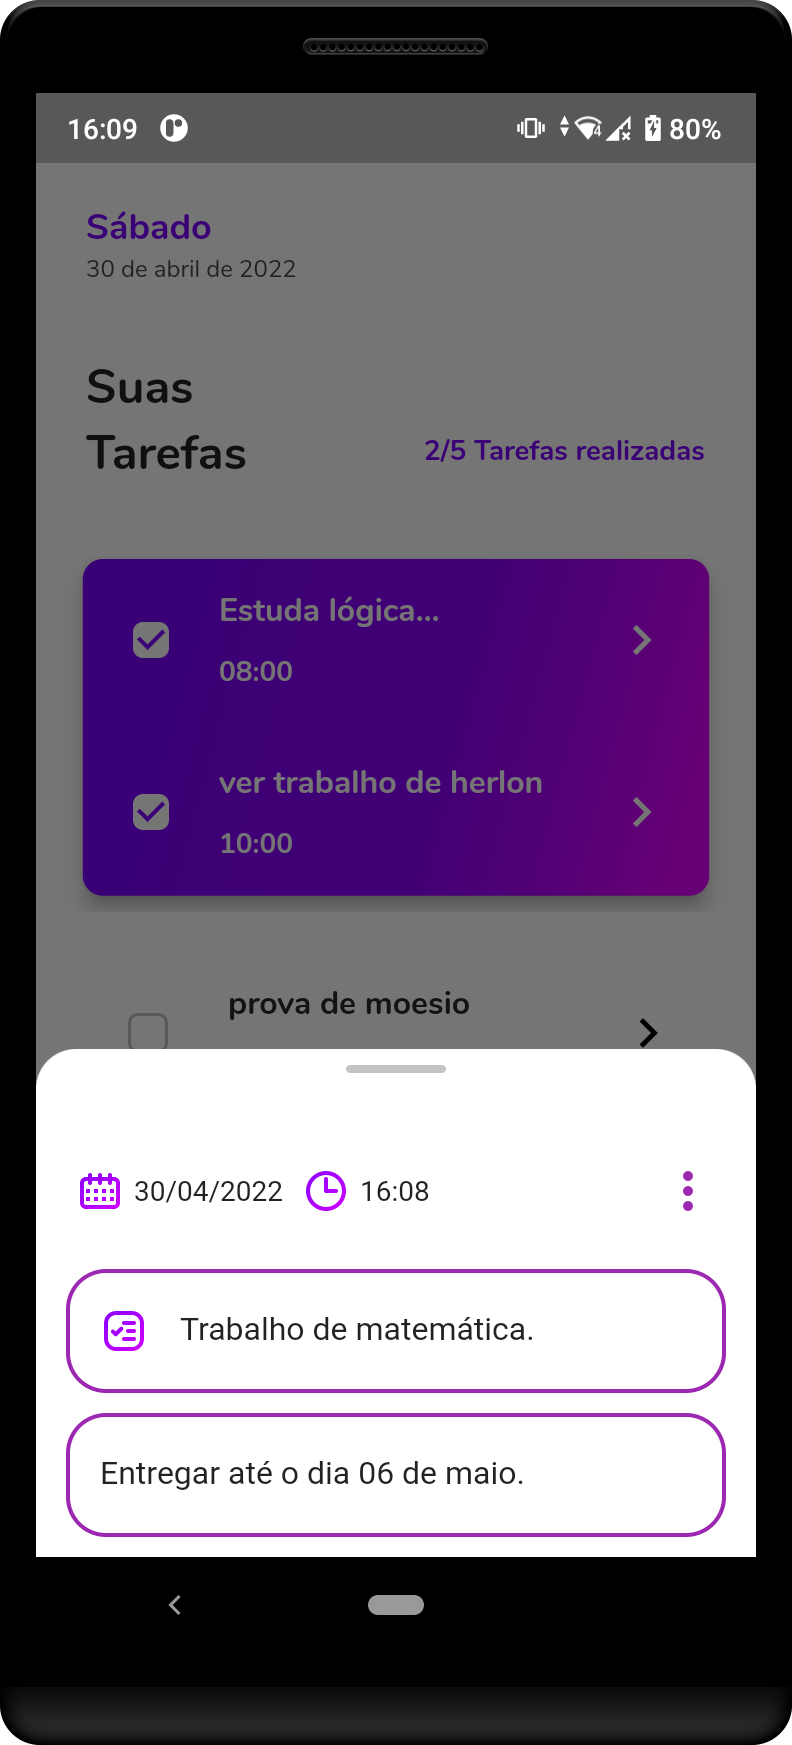 16:09
80%
Sábado
30 de abril de 2022
Suas
Tarefas
2/5 Tarefas realizadas
Estuda lógica...
08:00
ver trabalho de herlon
10:00
prova de moesio
30/04/2022
16:08
Trabalho de matemática.
Entregar até o dia 06 de maio.